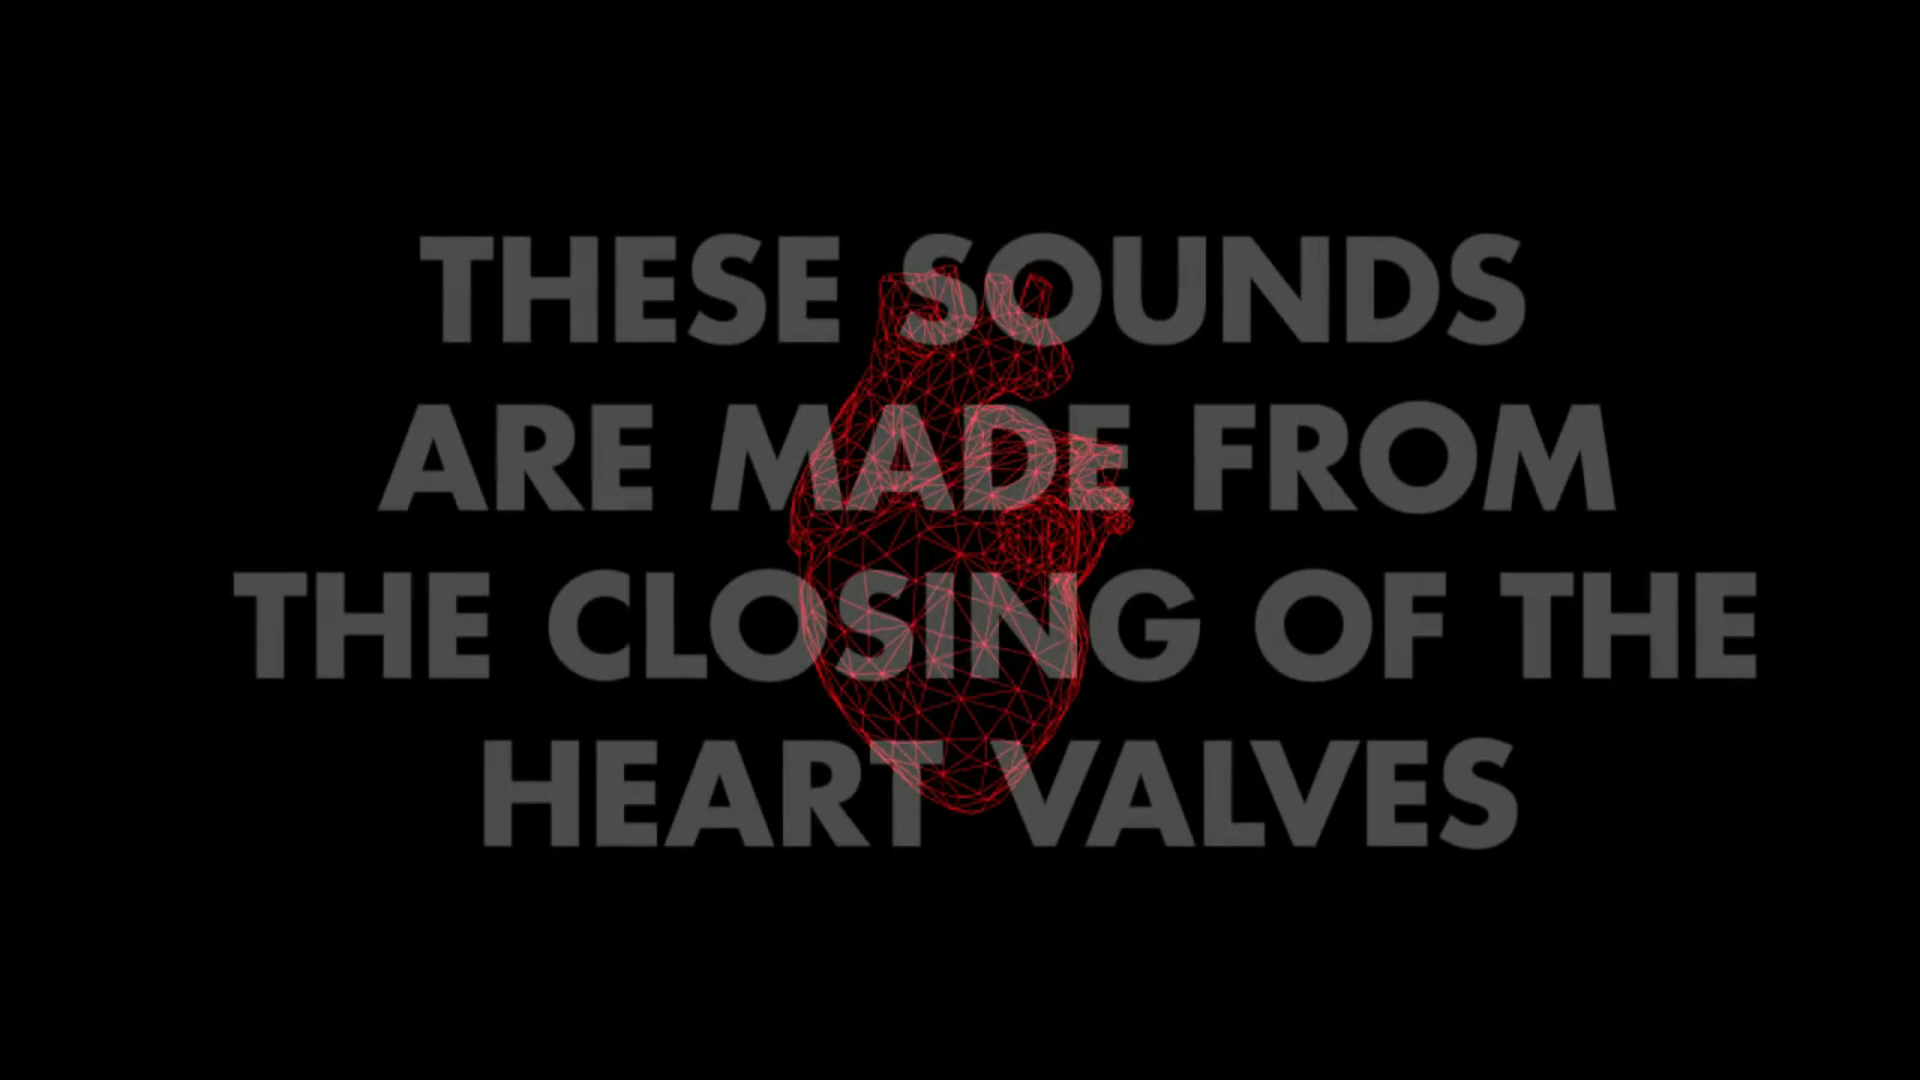 THESE SOUNDS
ARE MADE FROM
THE CLOSING OF THE
HEART VALVES